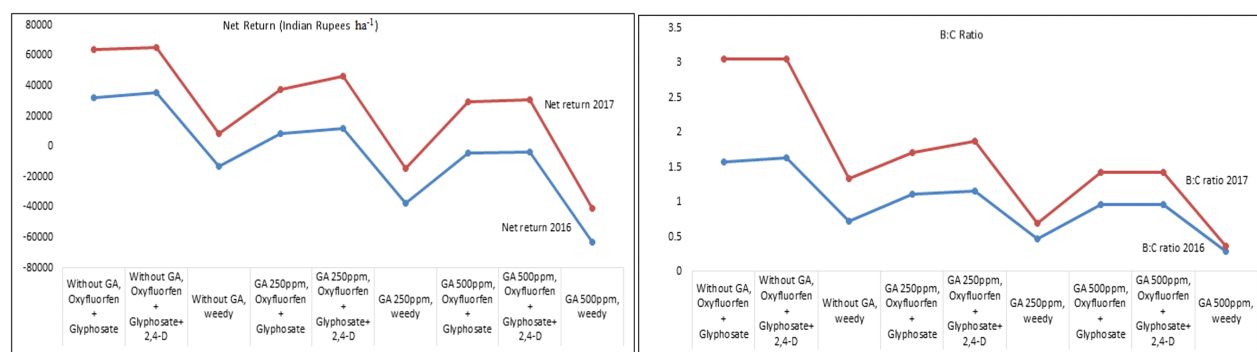 Net Return (Indian Rupees ha-1)
80000
60000
40000
20000
0
-20000
-40000
-60000
-80000
Net return 2017
Net return 2016
Without GA,
Oxyfluorfen
+
Glyphosate
Without GA,
Oxyfluorfen
+
Glyphosate+
2,4-D
Without GA,
weedy
GA 250ppm,
Oxyfluorfen
+
Glyphosate
GA 250ppm,
Oxyfluorfen
+
Glyphosate+
2,4-D
GA 250ppm,
weedy
GA 500ppm,
Oxyfluorfen
+
Glyphosate
GA 500ppm,
Oxyfluorfen
+
Glyphosate+
2,4-D
GA 500ppm,
weedy
B:C Ratio
3.5
3
2.5
2
1.5
1
0.5
0
B:C ratio 2017
B:C ratio 2016
Without GA,
Oxyfluorfen
+
Glyphosate
Without GA,
Oxyfluorfen
+
Glyphosate+
2,4-D
Without GA,
weedy
GA 250ppm,
Oxyfluorfen
+
Glyphosate
GA 250ppm,
Oxyfluorfen
+
Glyphosate+
2,4-D
GA 250ppm,
weedy
GA 500ppm,
Oxyfluorfen
+
Glyphosate
GA 500ppm,
Oxyfluorfen
+
Glyphosate+
2,4-D
GA 500ppm,
weedy